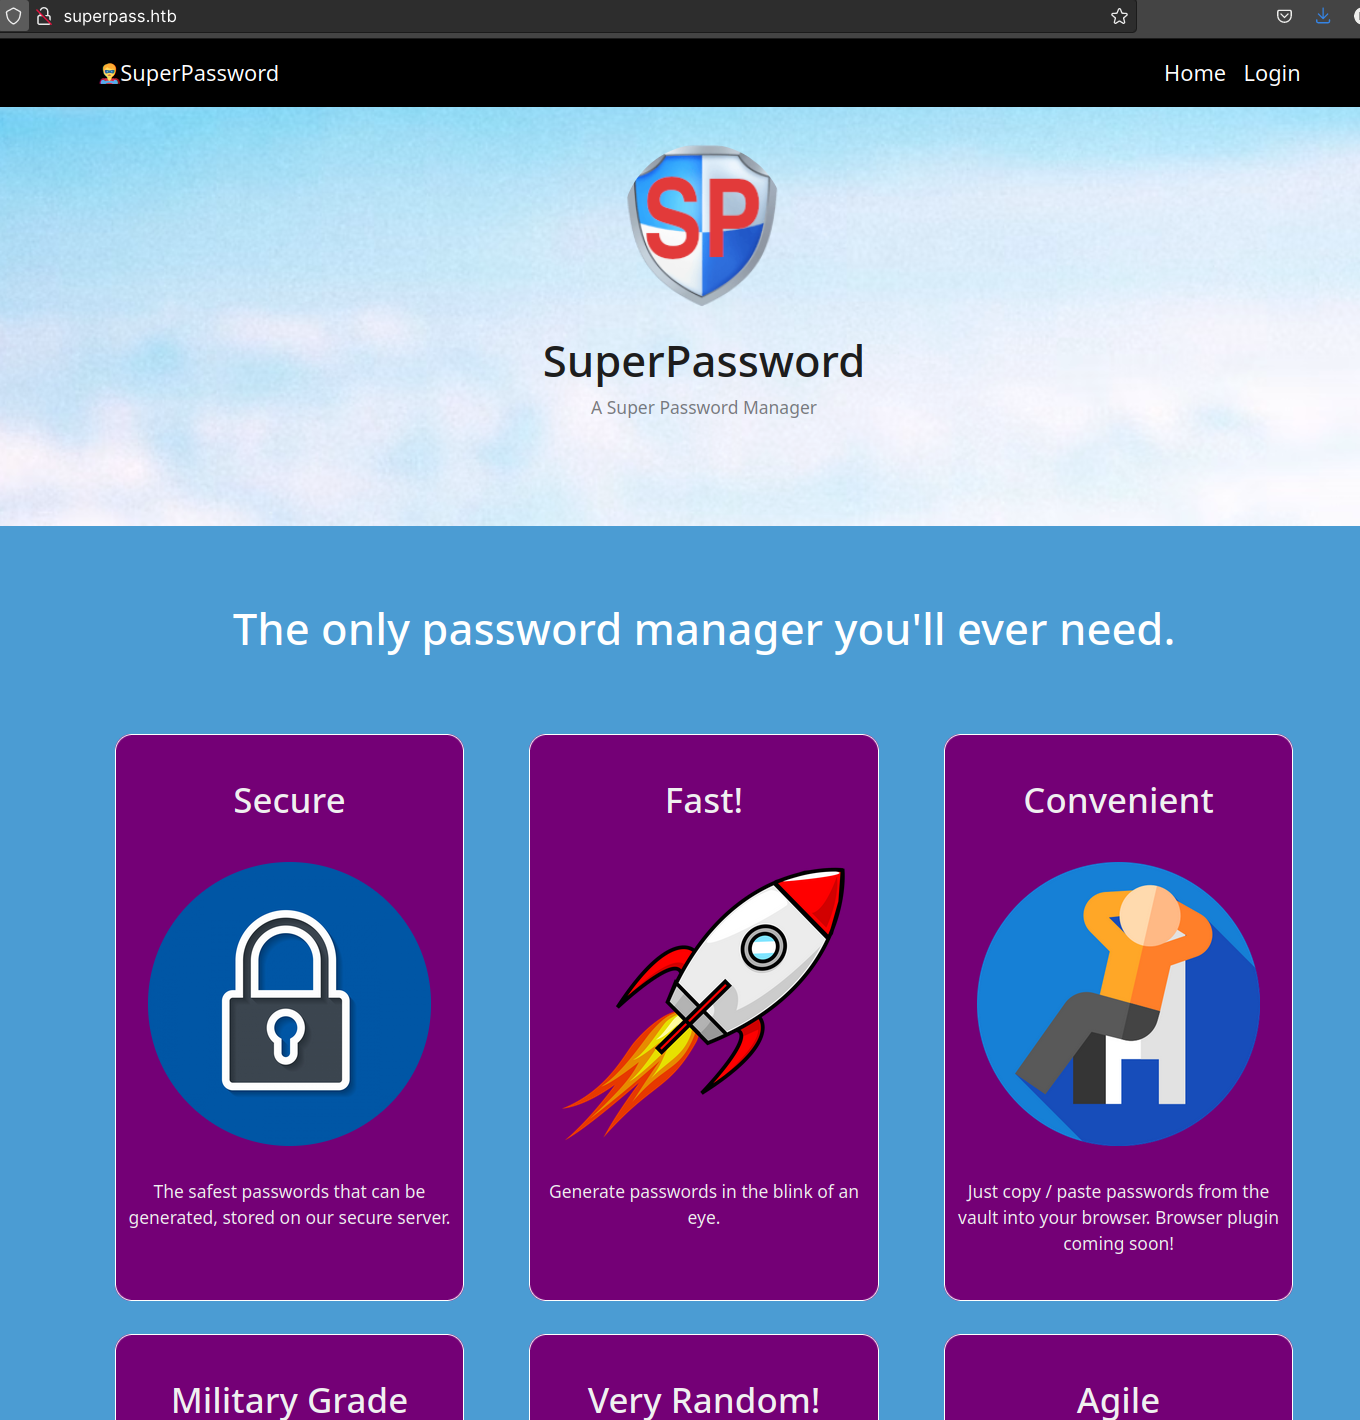 superpass.htb
SuperPassword
Home Login
SP
SuperPassword
A Super Password Manager
The only password manager you'll ever need.
Secure
The safest passwords that can be
generated, stored on our secure server.
Fast!
Generate passwords in the blink of an
eye.
Convenient
Just copy / paste passwords from the
vault into your browser. Browser plugin
coming soon!
Military Grade
Very Random!
Agile